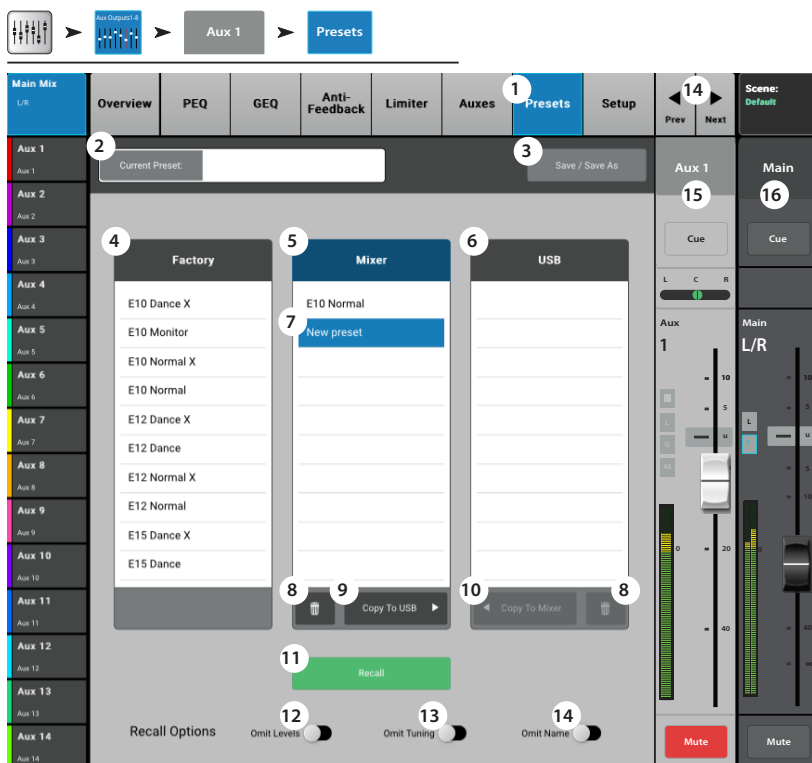 Aux Outputs1-8
Aux 1
Presets
Main Mix
L/R
Overview
PEQ
GEQ
Anti-
Feedback
Limiter
Auxes
1
Presets
Setup
14
Prev
Next
Scene:
Default
Aux 1
Aux 1
Aux 2
Aux 2
Aux 3
Aux 3
Aux 4
Aux 4
Aux 5
Aux 5
Aux 6
Aux 6
Aux 7
Aux 7
Aux 8
Aux 8
Aux 9
Aux 9
Aux 10
Aux 10
Aux 11
Aux 11
Aux 12
Aux 12
Aux 13
Aux 13
Aux 14
Aux 14
2
Current Preset:
3
Save / Save As
4
Factory
E10 Dance X
E10 Monitor
E10 Normal X
E10 Normal
E12 Dance X
E12 Dance
E12 Normal X
E12 Normal
E15 Dance X
E15 Dance
5
Mixer
E10 Normal
7
New preset
8
9
Copy To USB
6
USB
10
Copy To Mixer
8
11
Recall
Recall Options
12
Omit Levels
13
Omit Tuning
14
Omit Name
Aux 1
15
Cue
L C R
Aux
1
10
5
U
L
G
0
20
40
Mute
Main
16
Cue
Main
L/R
10
5
L
U
5
10
0
20
40
∞
Mute